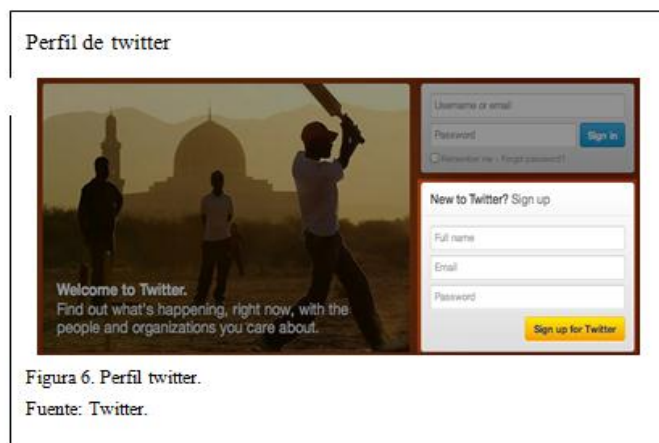 Perfil de twitter
Username or email
Password
Sign in
Remember me · Forgot password?
New to Twitter? Sign up
Full name
Email
Password
Sign up for Twitter
Welcome to Twitter.
Find out what's happening, right now, with the
people and organizations you care about.
Figura 6. Perfil twitter.
Fuente: Twitter.